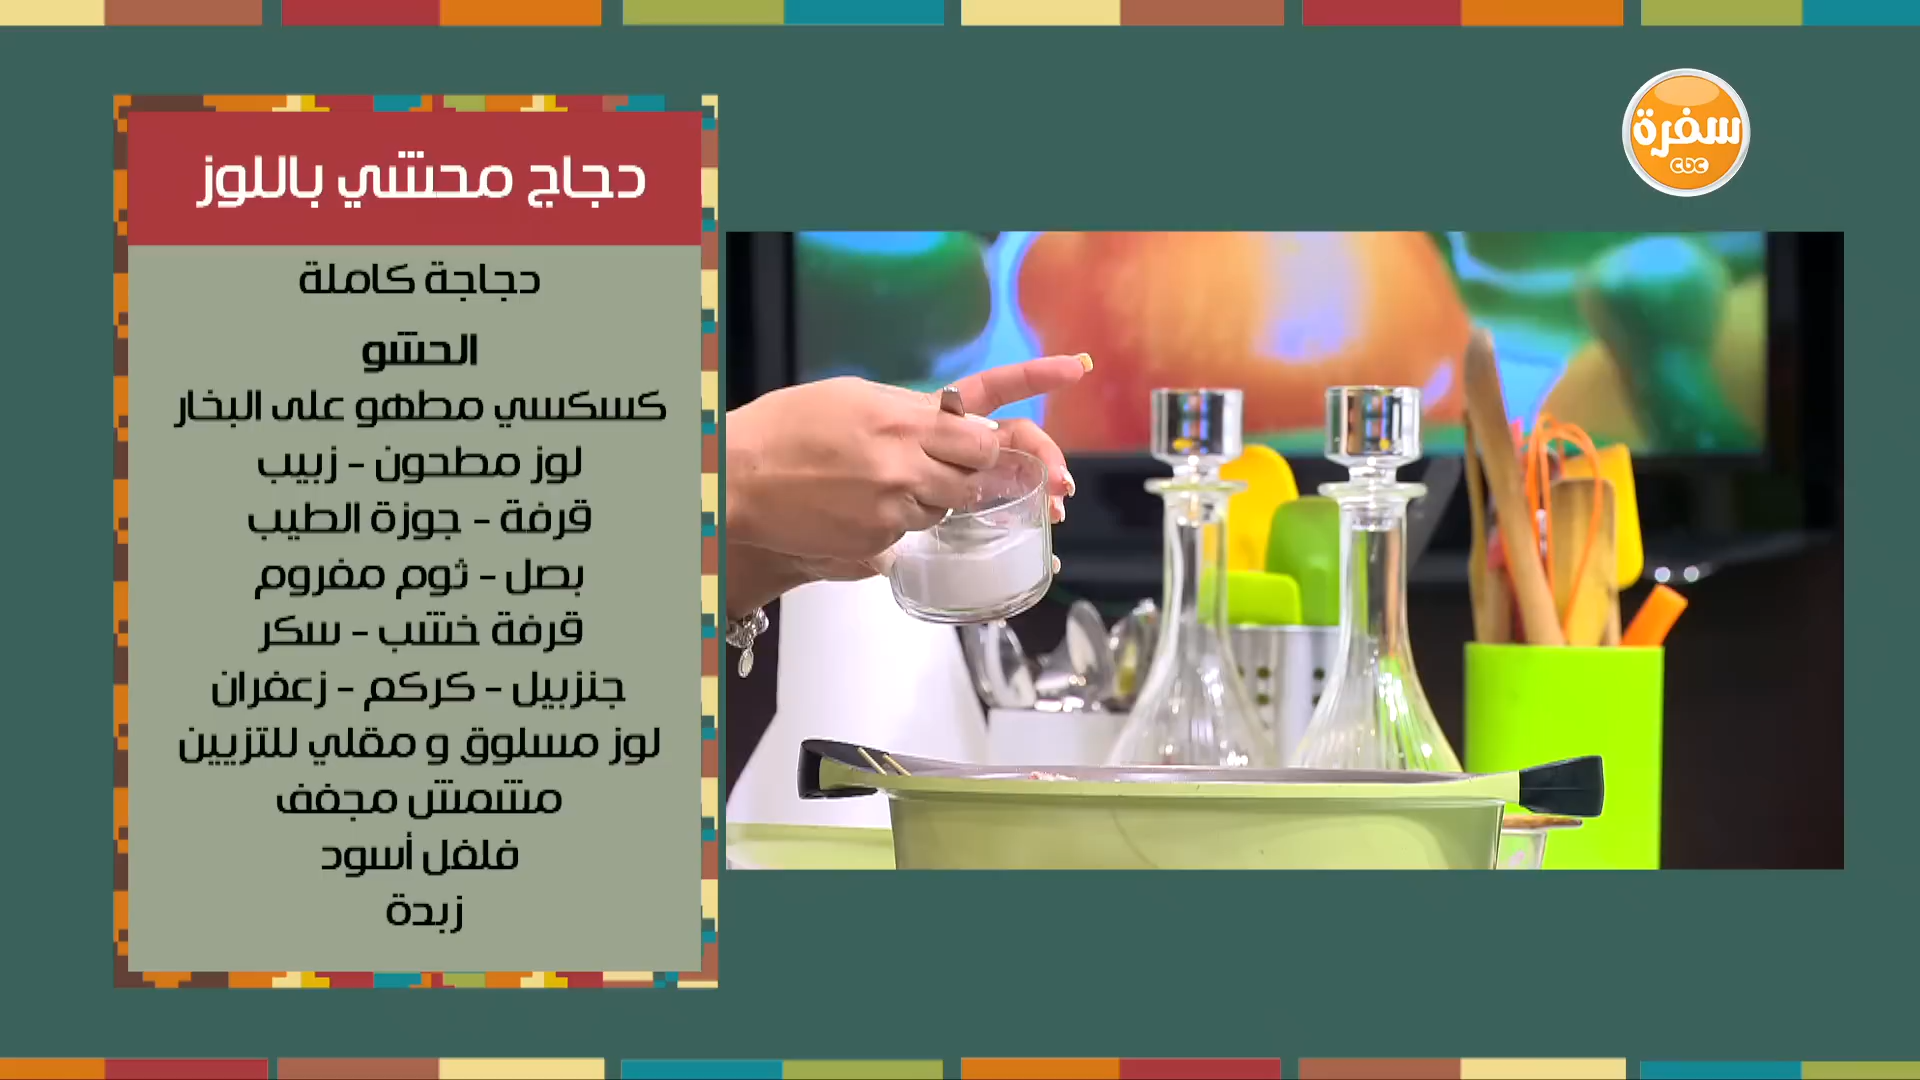 دجاج محشي باللوز
دجاجة كاملة
الحشو
كسكسي مطهو على البخار
لوز مطحون - زبيب
قرفة - جوزة الطيب
بصل - ثوم مفروم
قرفة خشب - سكر
جنزبيل - كركم - زعفران
لوز مسلوق و مقلي للتزيين
مشمش مجفف
فلفل أسود
زبدة
سفرة
cbc